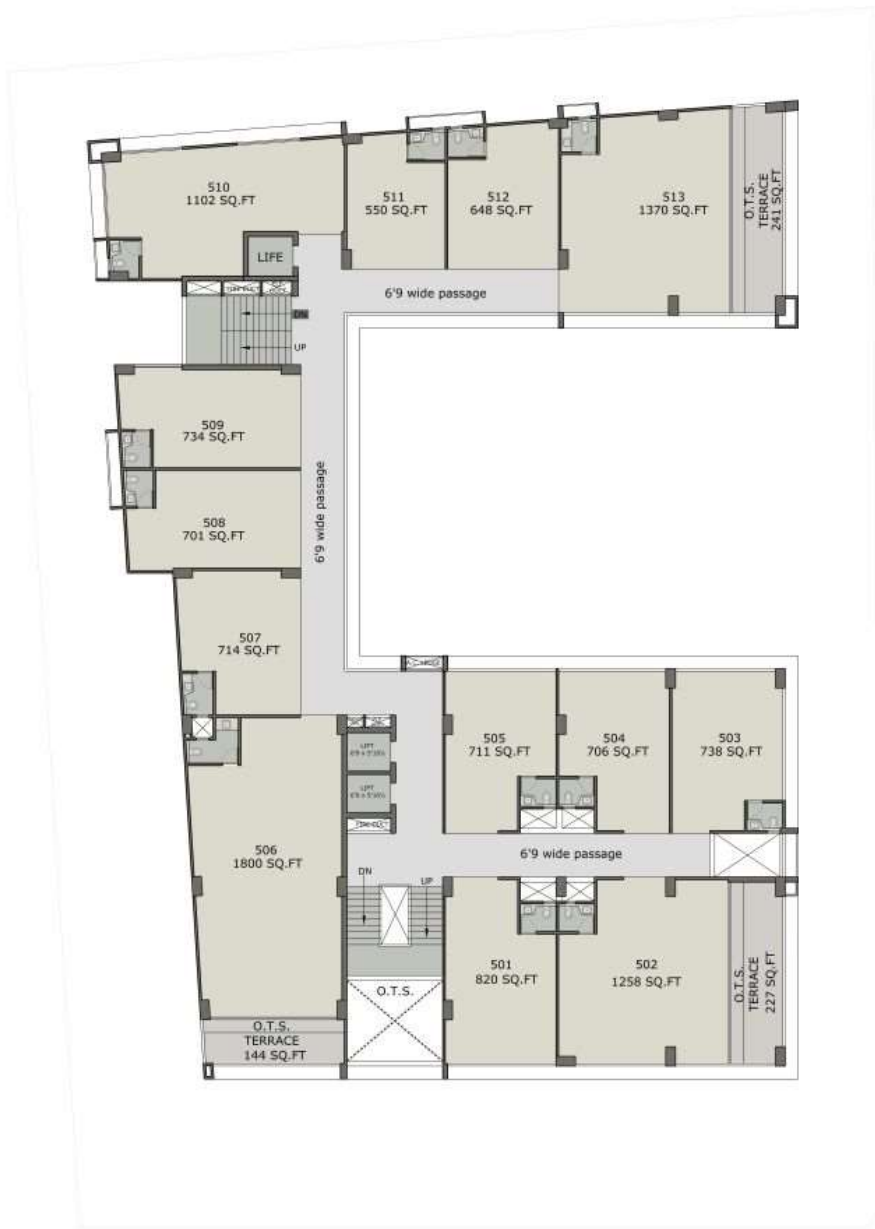 510
1102 SQ.FT
511
550 SQ.FT
512
648 SQ.FT
513
1370 SQ.FT
O.T.S.
TERRACE
241 SQ.FT
LIFE
6'9 wide passage
DN
UP
509
734 SQ.FT
6'9 wide passage
508
701 SQ.FT
507
714 SQ.FT
505
711 SQ.FT
504
706 SQ.FT
503
738 SQ.FT
LIFT
LIFT
506
1800 SQ.FT
6'9 wide passage
DN
UP
501
820 SQ.FT
502
1258 SQ.FT
O.T.S.
TERRACE
227 SQ.FT
O.T.S.
O.T.S.
TERRACE
144 SQ.FT